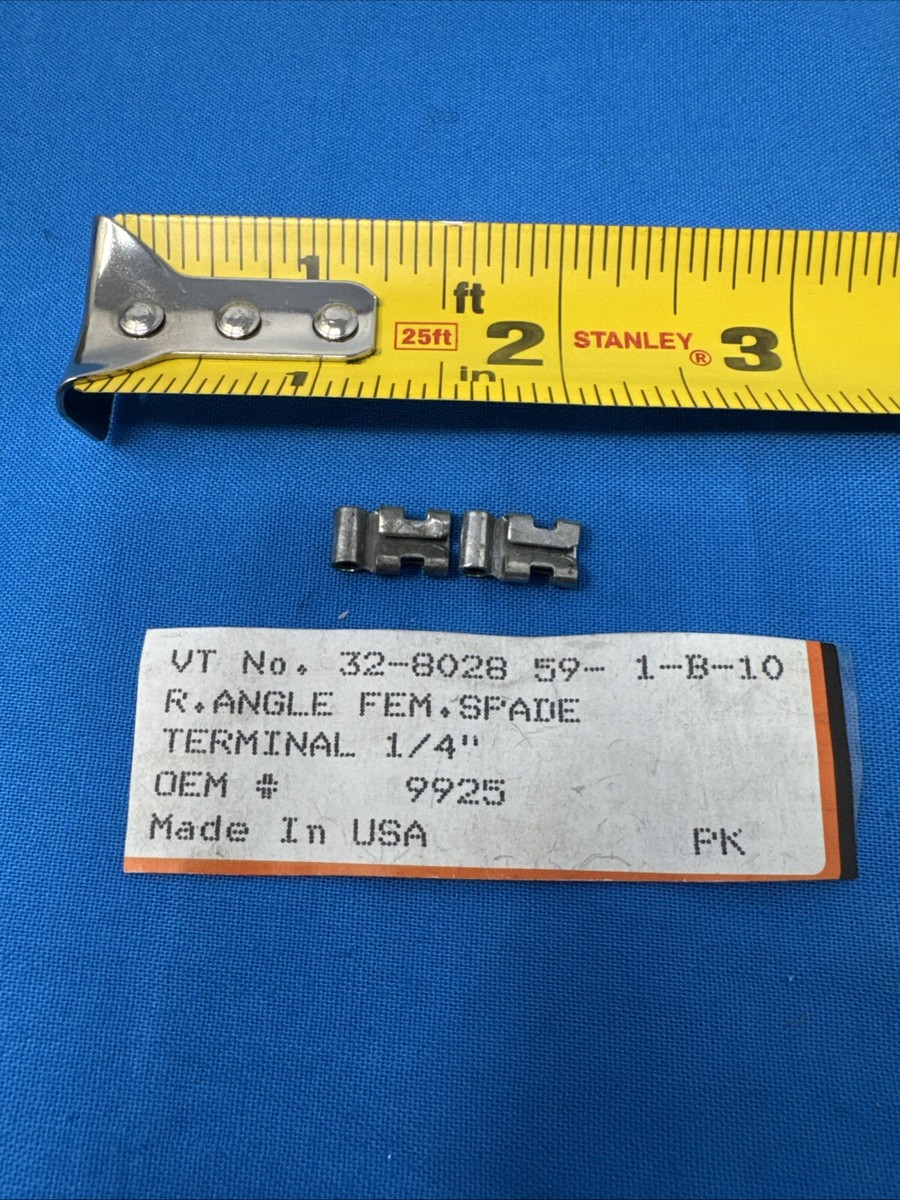 1
ft
25ft 2 STANLEY ® 3
1 in
VT No. 32-8028 59- 1-B-10
R.ANGLE FEM.SPADE
TERMINAL 1/4"
OEM # 9925
Made In USA PK